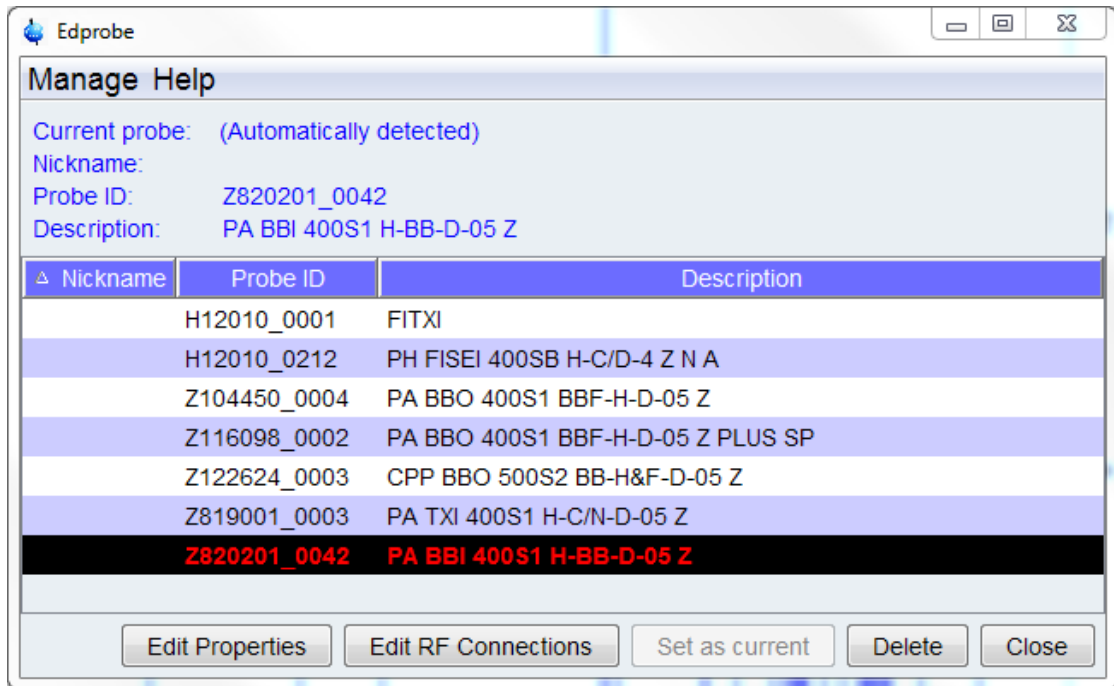 Edprobe
Manage Help
Current probe: (Automatically detected)
Nickname:
Probe ID: Z820201_0042
Description: PA BBI 400S1 H-BB-D-05 Z
Nickname Probe ID Description
H12010_0001 FITXI
H12010_0212 PH FISEI 400SB H-C/D-4 Z N A
Z104450_0004 PA BBO 400S1 BBF-H-D-05 Z
Z116098_0002 PA BBO 400S1 BBF-H-D-05 Z PLUS SP
Z122624_0003 CPP BBO 500S2 BB-H&F-D-05 Z
Z819001_0003 PA TXI 400S1 H-C/N-D-05 Z
Z820201_0042 PA BBI 400S1 H-BB-D-05 Z
Edit Properties Edit RF Connections Set as current Delete Close